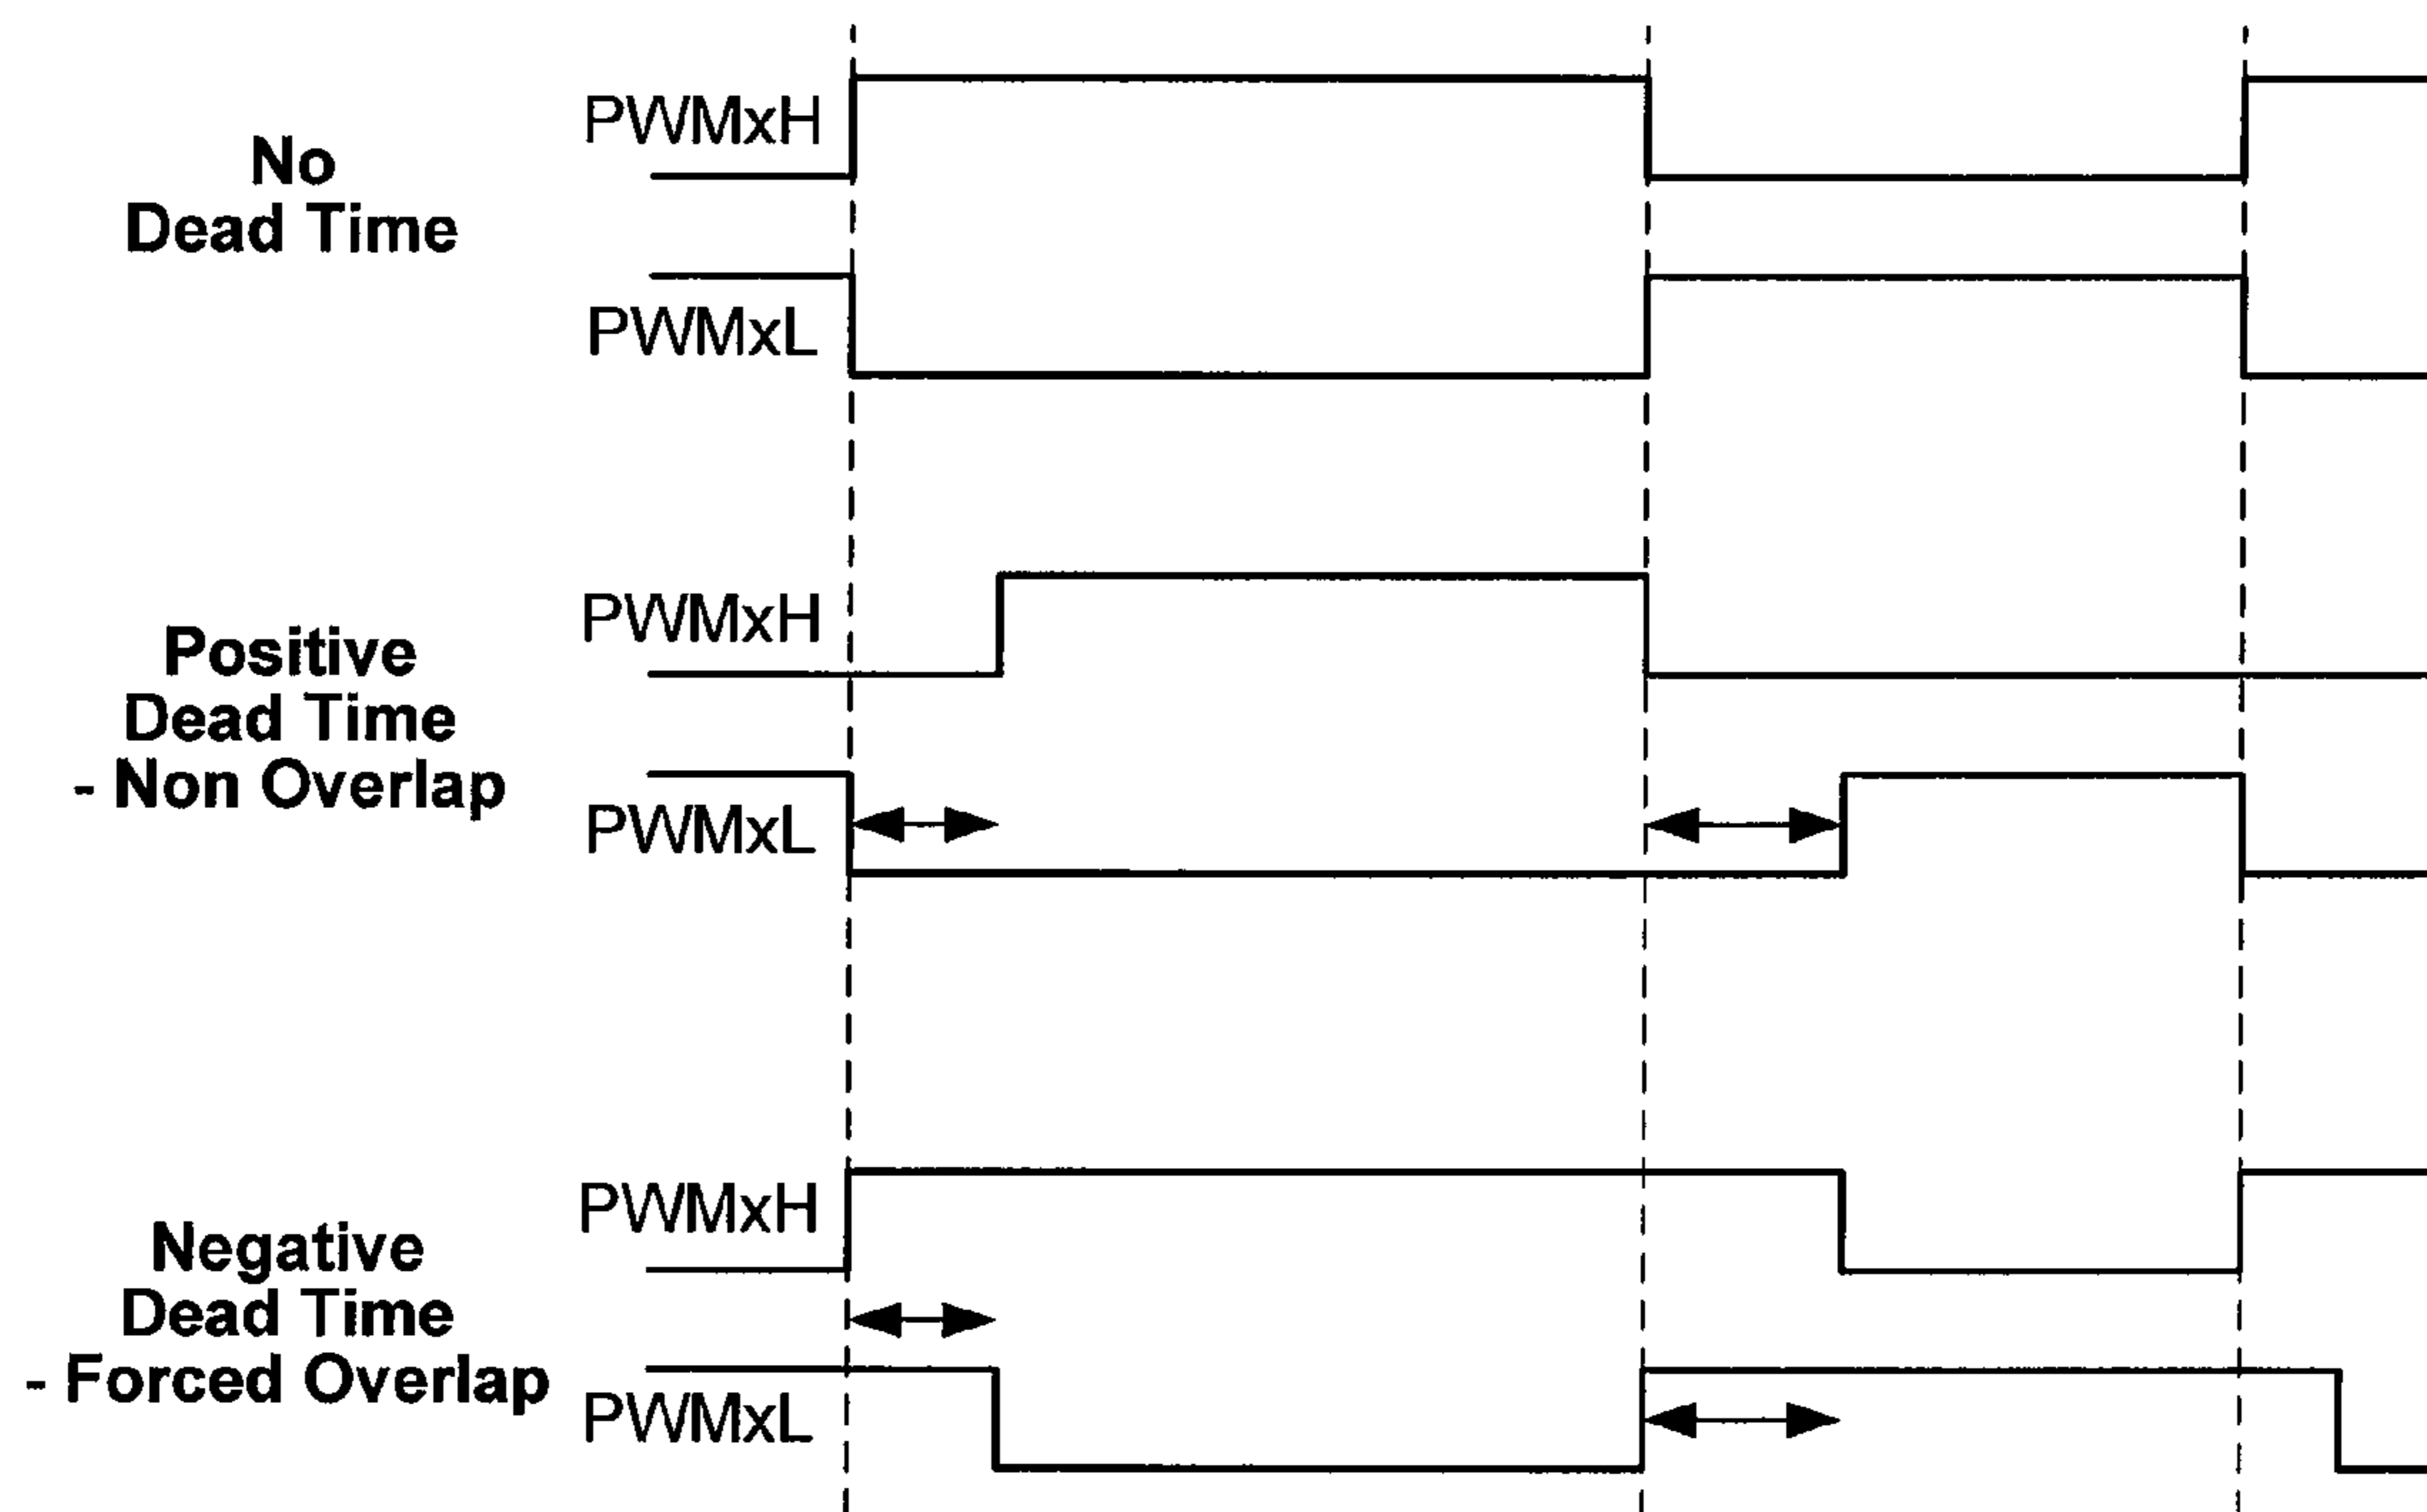 PWMxH
No
Dead Time
PWMxL
PWMxH
Positive
Dead Time
- Non Overlap
PWMxL
PWMxH
Negative
Dead Time
- Forced Overlap
PWMxL